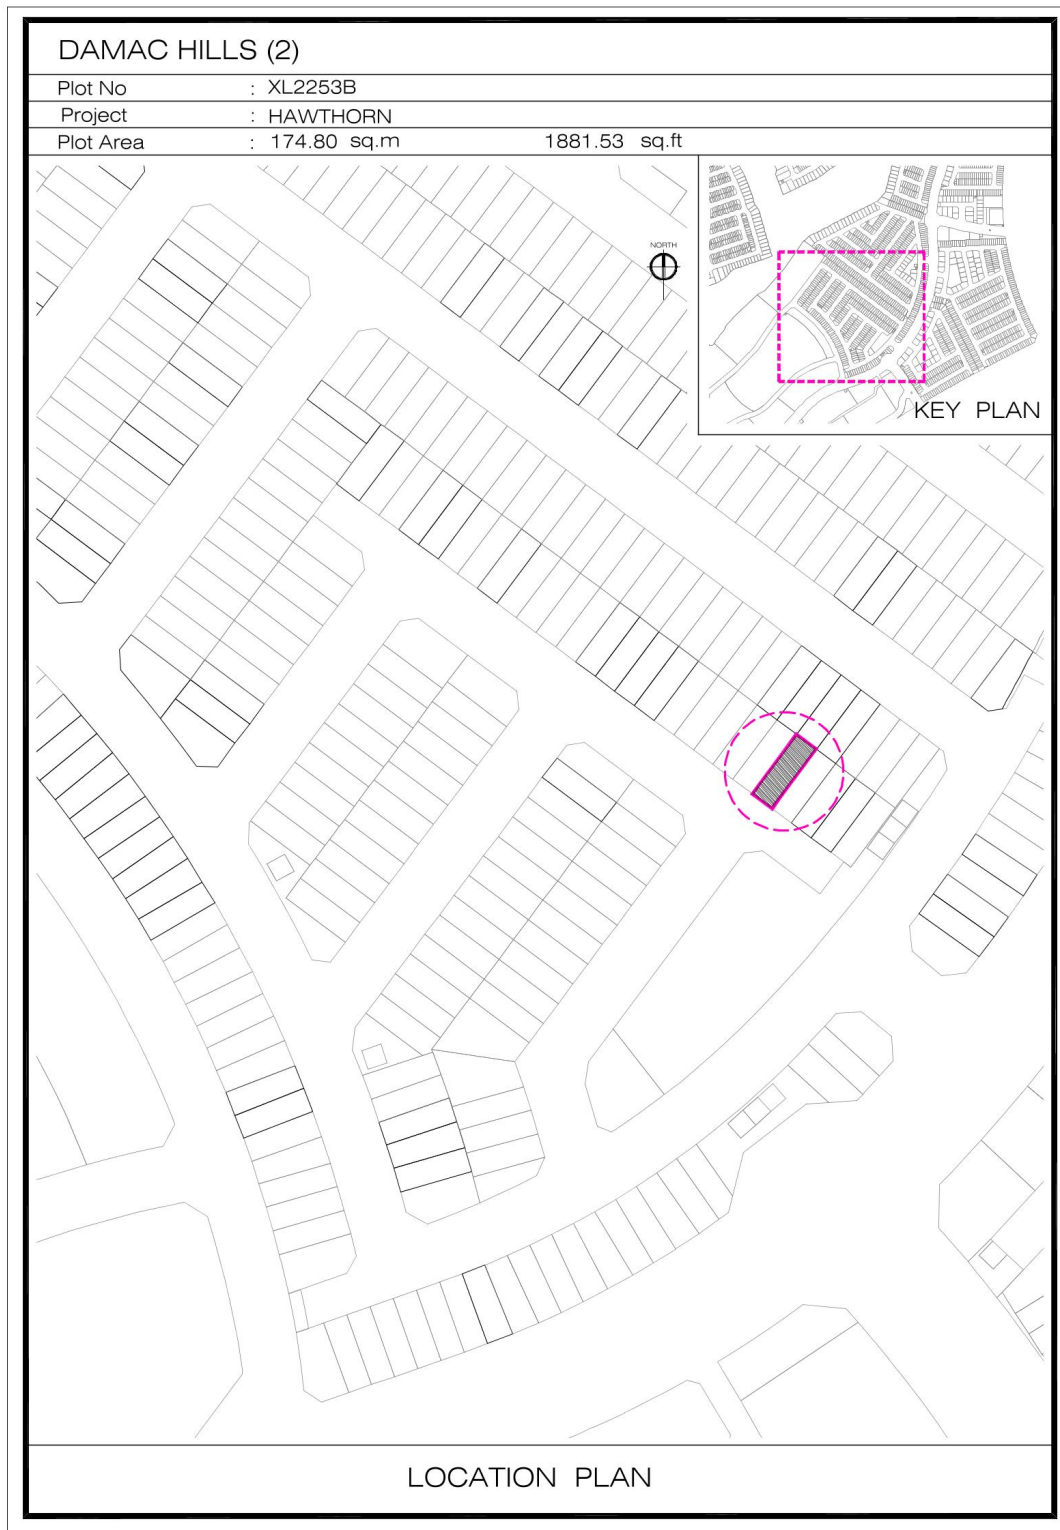 DAMAC HILLS (2)
Plot No : XL2253B
Project : HAWTHORN
Plot Area : 174.80 sq.m 1881.53 sq.ft
NORTH
KEY PLAN
LOCATION PLAN